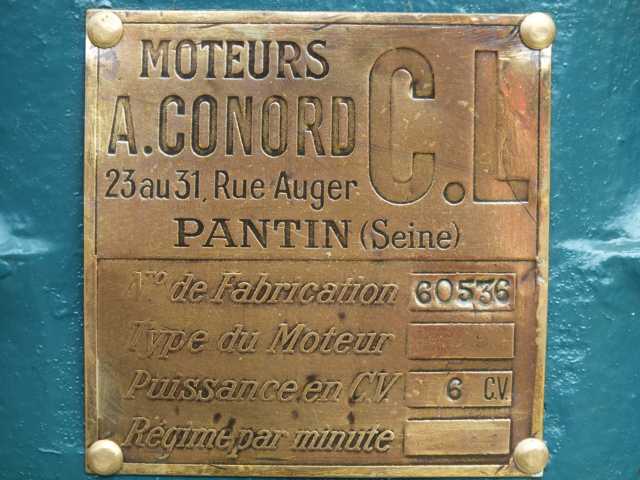 MOTEURS
A.CONORD C.L
23 au 31, Rue Auger
PANTIN (Seine)
No de Fabrication 60536
Type du Moteur
Puissance en C.V. 6 C.V.
Régime par minute